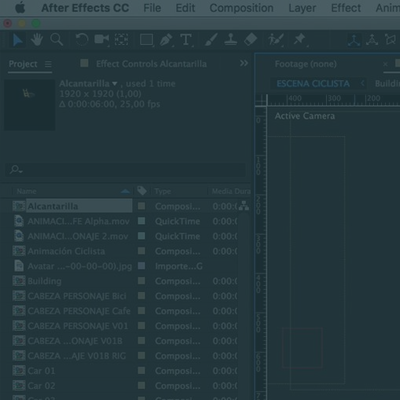 After Effects CC File Edit Composition Layer Effect Anim
Project Effect Controls Alcantarilla
Footage (none)
Alcantarilla , used 1 time
1920 x 1920 (1,00)
Δ 0:00:06:00, 25,00 fps
ESCENA CICLISTA Buildi
400 300 200
Active Camera
Name Type Media Dura
Alcantarilla Composi... 0:00:0
ANIMACI...FE Alpha.mov QuickTime 0:00:0
ANIMACI...ONAJE 2.mov QuickTime 0:00:0
Animación Ciclista Composi... 0:00:0
Avatar ...-00-00-00).jpg Importe...G
Building Composi... 0:00:0
CABEZA PERSONAJE Bici Composi... 0:00:0
CABEZA PERSONAJE Cafe Composi... 0:00:0
CABEZA PERSONAJE V01 Composi... 0:00:0
CABEZA ...ONAJE V018 Composi... 0:00:0
CABEZA ...AJE V018 RIG Composi... 0:00:0
Car 01 Composi... 0:00:0
Car 02 Composi... 0:00:0